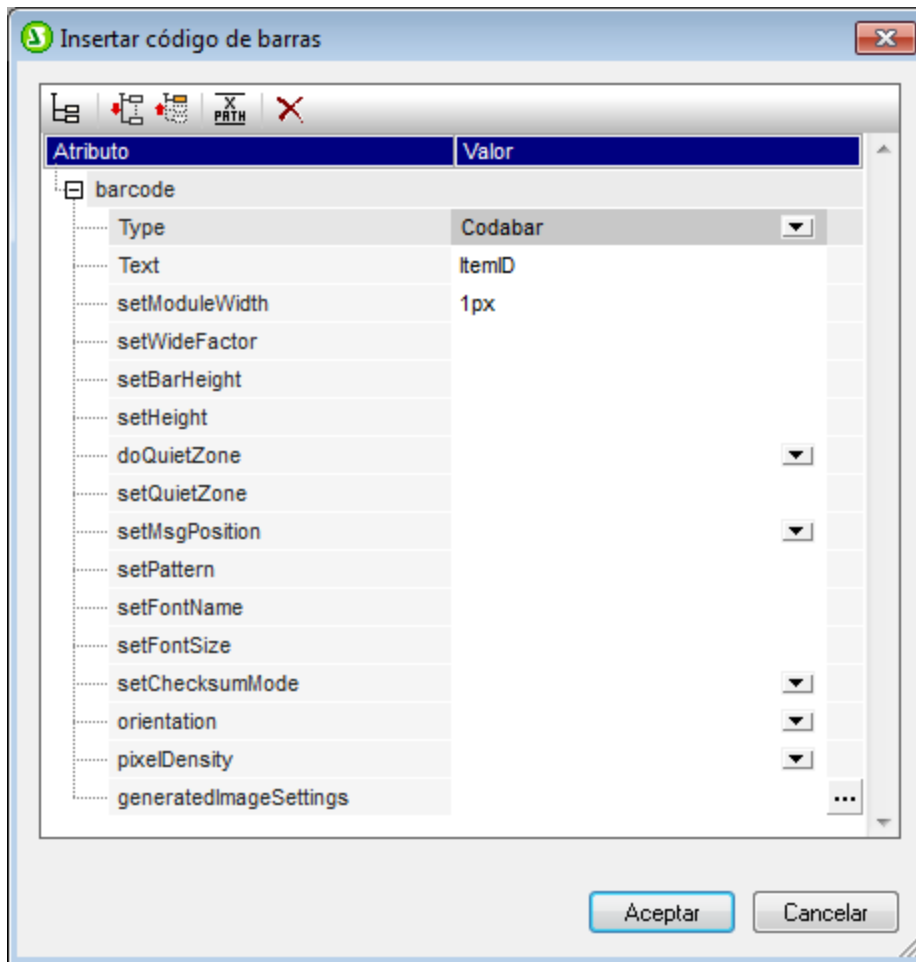 Insertar código de barras
X
PATH
Atributo Valor
barcode
Type Codabar
Text ItemID
setModuleWidth 1px
setWideFactor
setBarHeight
setHeight
doQuietZone
setQuietZone
setMsgPosition
setPattern
setFontName
setFontSize
setChecksumMode
orientation
pixelDensity
generatedImageSettings ...
Aceptar Cancelar